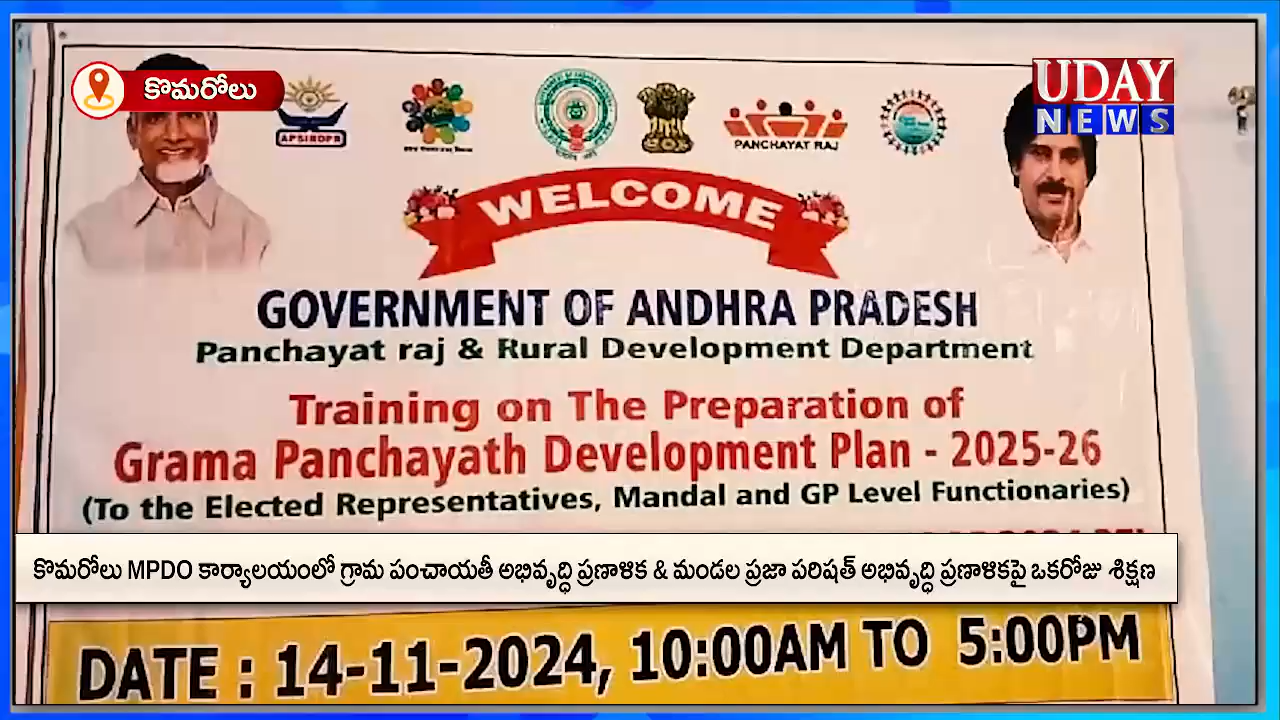 కొమరోలు
UDAY
NEWS
APSIRDPR
PANCHAYAT RAJ
WELCOME
GOVERNMENT OF ANDHRA PRADESH
Panchayat raj & Rural Development Department
Training on The Preparation of
Grama Panchayath Development Plan - 2025-26
(To the Elected Representatives, Mandal and GP Level Functionaries)
కొమరోలు MPDO కార్యాలయంలో గ్రామ పంచాయతీ అభివృద్ధి ప్రణాళిక & మండల ప్రజా పరిషత్ అభివృద్ధి ప్రణాళికపై ఒకరోజు శిక్షణ
DATE : 14-11-2024, 10:00AM TO 5:00PM